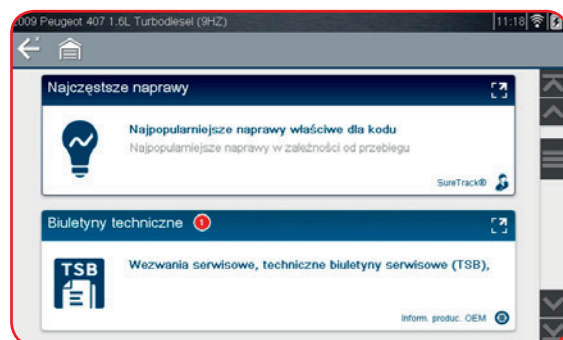 2009 Peugeot 407 1.6L Turbodiesel (9HZ) 11:18
Najczęstsze naprawy
Najpopularniejsze naprawy właściwe dla kodu
Najpopularniejsze naprawy w zależności od przebiegu
SureTrack®
Biuletyny techniczne 1
TSB
Wezwania serwisowe, techniczne biuletyny serwisowe (TSB),
Inform. produc. OEM